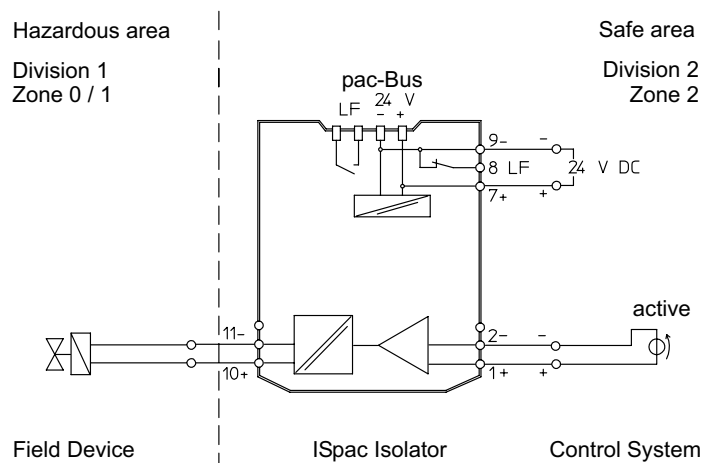 Hazardous area
Safe area
Division 1
Zone 0 / 1
Division 2
Zone 2
pac-Bus
LF 24 V
- +
9- -
8 LF 24 V DC
7+ +
active
11-
2- -
10+
1+ +
Field Device
ISpac Isolator
Control System